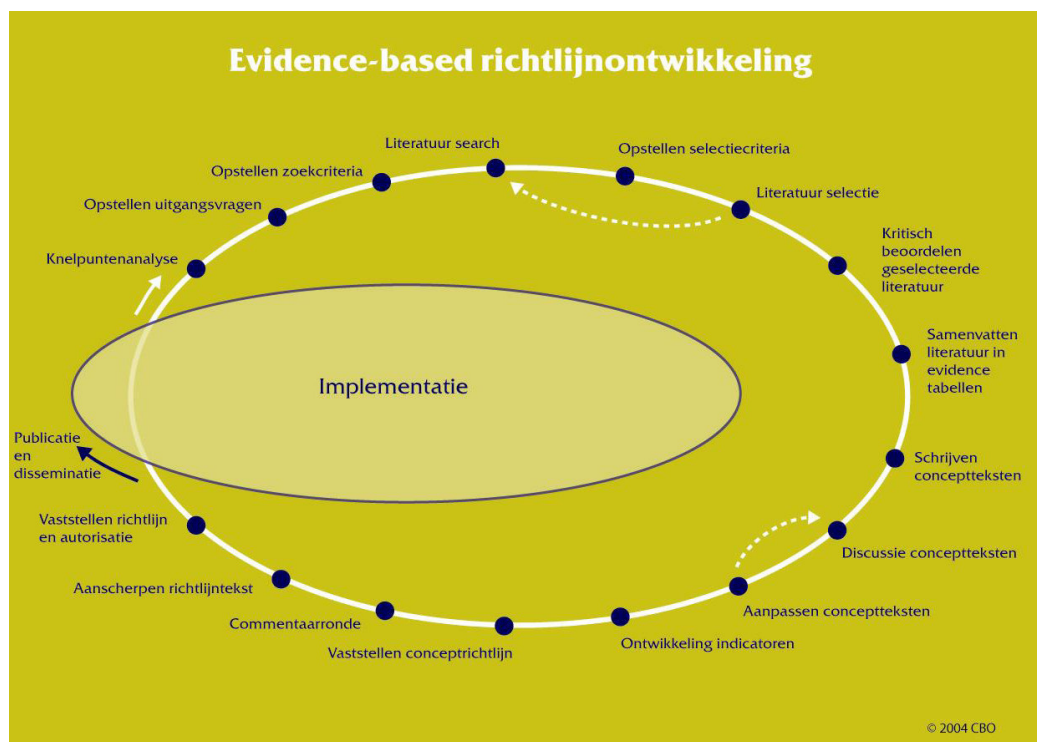 Evidence-based richtlijnontwikkeling
Literatuur search
Opstellen selectiecriteria
Opstellen zoekcriteria
Literatuur selectie
Opstellen uitgangsvragen
Kritisch
beoordelen
geselecteerde
literatuur
Knelpuntenanalyse
Samenvatten
literatuur in
evidence
tabellen
Implementatie
Publicatie
en
disseminatie
Schrijven
conceptteksten
Vaststellen richtlijn
en autorisatie
Discussie conceptteksten
Aanscherpen richtlijntekst
Aanpassen conceptteksten
Commentaarronde
Ontwikkeling indicatoren
Vaststellen conceptrichtlijn
© 2004 CBO